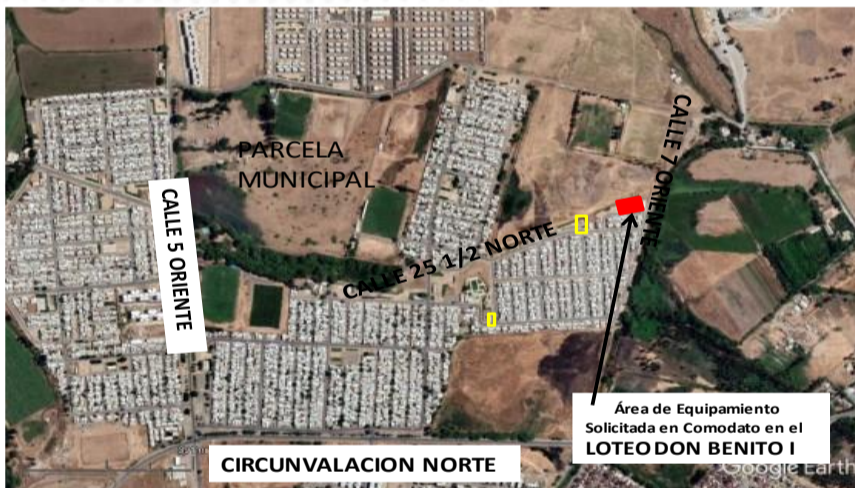 PARCELA
MUNICIPAL
CALLE 7 ORIENTE
CALLE 5 ORIENTE
CALLE 25 1/2 NORTE
Área de Equipamiento
Solicitada en Comodato en el
LOTEO DON BENITO I
CIRCUNVALACION NORTE
Google Earth